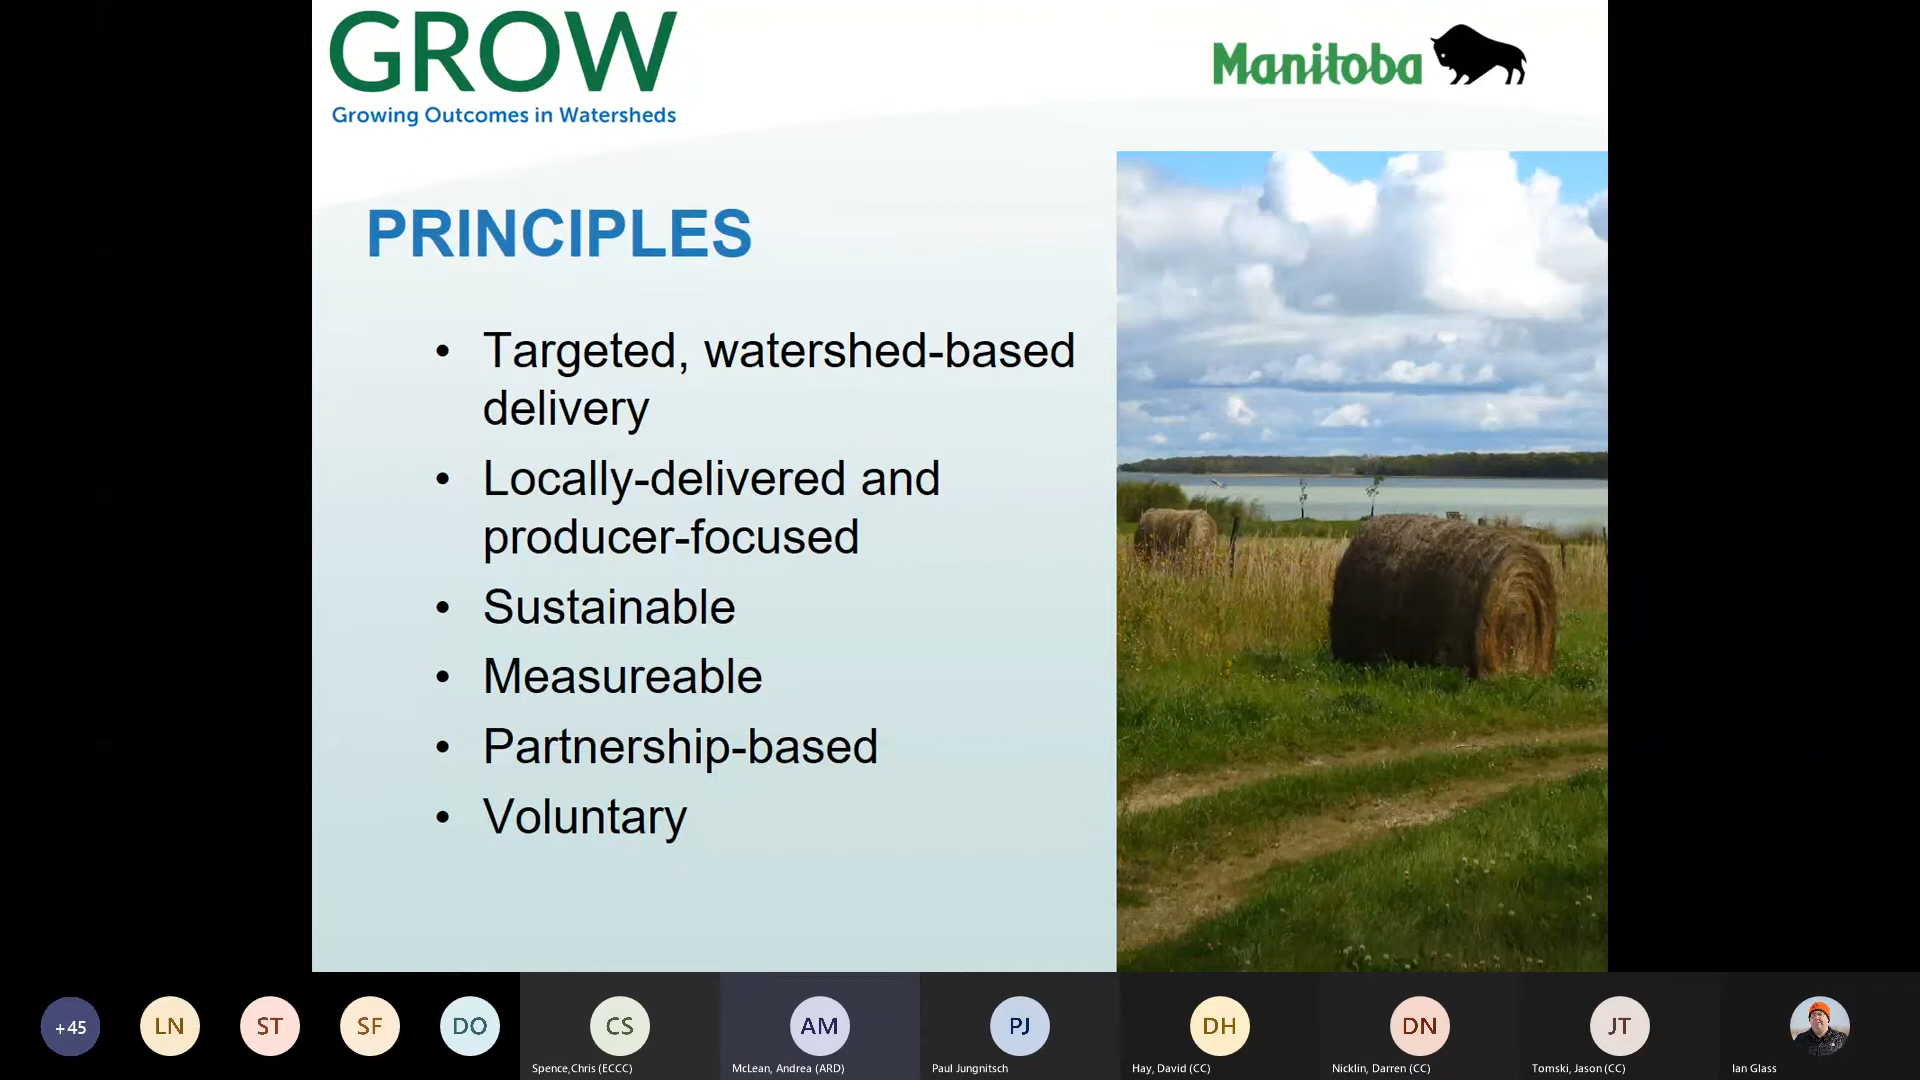 GROW
Growing Outcomes in Watersheds
Manitoba
PRINCIPLES
• Targeted, watershed-based
delivery
• Locally-delivered and
producer-focused
• Sustainable
• Measureable
• Partnership-based
• Voluntary
+45
LN
ST
SF
DO
CS
AM
PJ
DH
DN
JT
Spence,Chris (ECCC)
McLean, Andrea (ARD)
Paul Jungnitsch
Hay, David (CC)
Nicklin, Darren (CC)
Tomski, Jason (CC)
Ian Glass